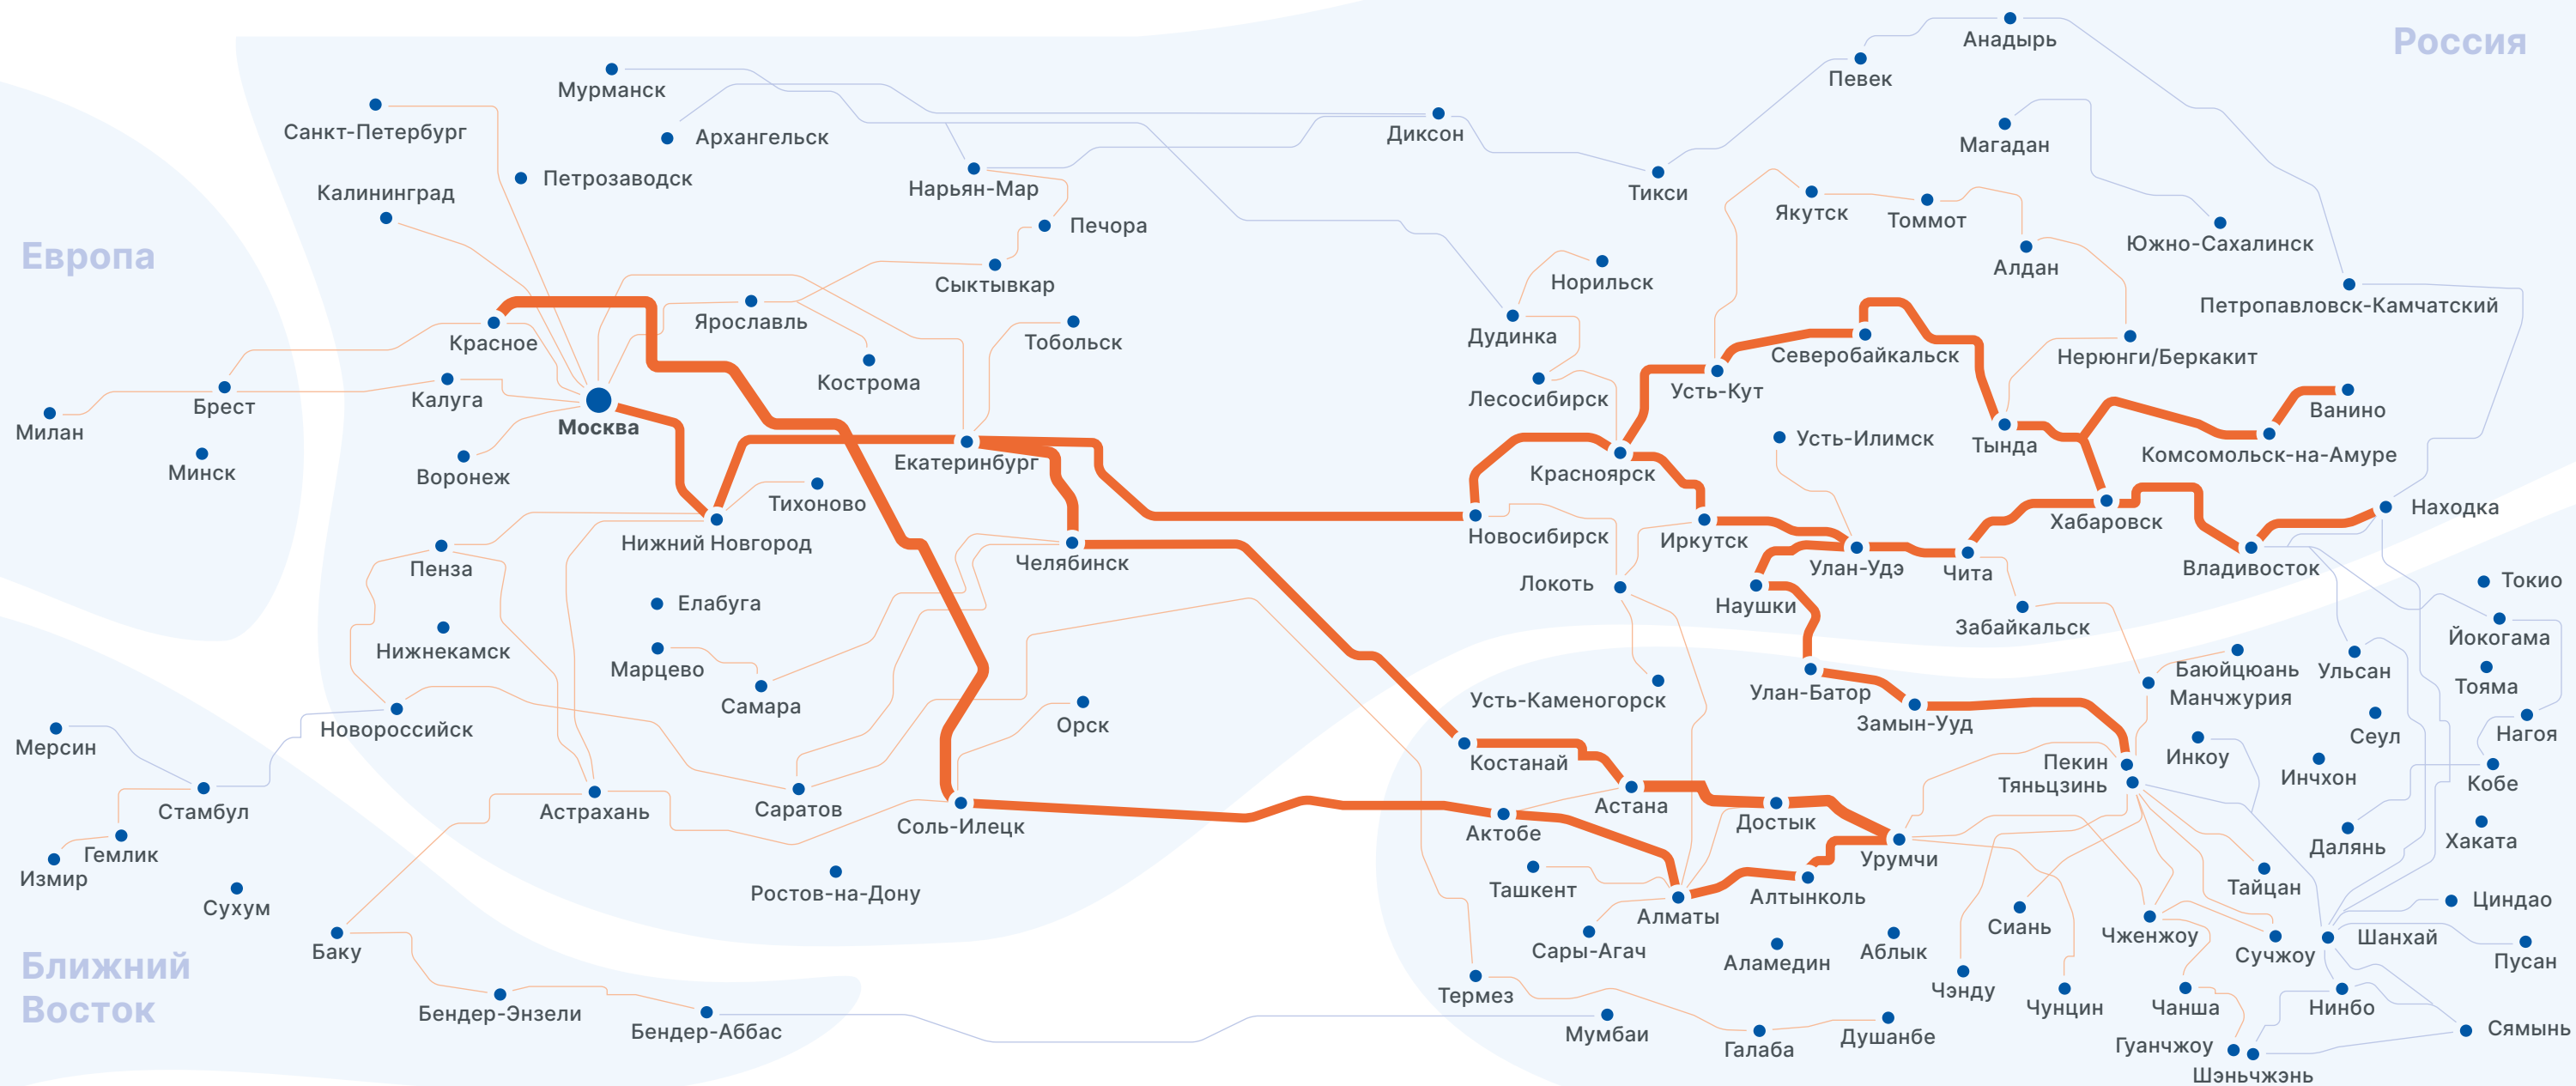 Россия
Европа
Ближний
Восток
Анадырь
Певек
Мурманск
Санкт-Петербург
Архангельск
Диксон
Магадан
Петрозаводск
Калининград
Нарьян-Мар
Тикси
Якутск
Томмот
Печора
Южно-Сахалинск
Алдан
Сыктывкар
Норильск
Петропавловск-Камчатский
Ярославль
Тобольск
Дудинка
Красное
Северобайкальск
Нерюнги/Беркакит
Кострома
Усть-Кут
Калуга
Брест
Лесосибирск
Ванино
Милан
Москва
Тында
Усть-Илимск
Комсомольск-на-Амуре
Минск
Воронеж
Екатеринбург
Красноярск
Тихоново
Хабаровск
Находка
Нижний Новгород
Новосибирск
Иркутск
Пенза
Челябинск
Улан-Удэ
Чита
Владивосток
Локоть
Токио
Елабуга
Наушки
Забайкальск
Йокогама
Нижнекамск
Марцево
Баюйцюань
Ульсан
Тояма
Самара
Усть-Каменогорск
Улан-Батор
Манчжурия
Новороссийск
Орск
Замын-Ууд
Сеул
Нагоя
Мерсин
Костанай
Пекин
Инкоу
Тяньцзинь
Инчхон
Кобе
Стамбул
Астрахань
Саратов
Соль-Илецк
Астана
Достык
Актобе
Далянь
Хаката
Гемлик
Измир
Урумчи
Сухум
Ростов-на-Дону
Ташкент
Алматы
Алтынколь
Тайцан
Циндао
Баку
Сары-Агач
Аламедин
Аблык
Сиань
Чженжоу
Сучжоу
Шанхай
Пусан
Бендер-Энзели
Бендер-Аббас
Термез
Мумбаи
Галаба
Душанбе
Чэнду
Чунцин
Чанша
Нинбо
Сямынь
Гуанчжоу
Шэньчжэнь